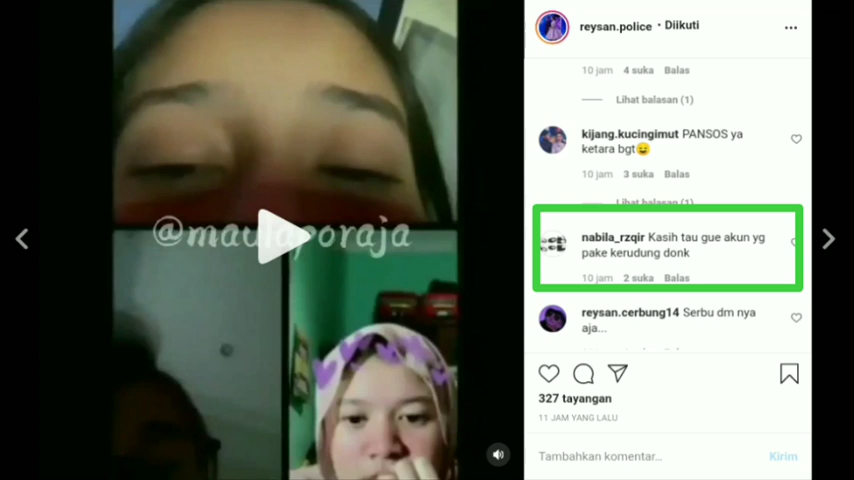 reysan.police • Diikuti
10 jam 4 suka Balas
Lihat balasan (1)
kijang.kucingimut PANSOS ya
ketara bgt😉
10 jam 3 suka Balas
Lihat balasan (1)
@maulaporaja
nabila_rzqir Kasih tau gue akun yg
pake kerudung donk
10 jam 2 suka Balas
reysan.cerbung14 Serbu dm nya
aja...
327 tayangan
11 JAM YANG LALU
Tambahkan komentar... Kirim